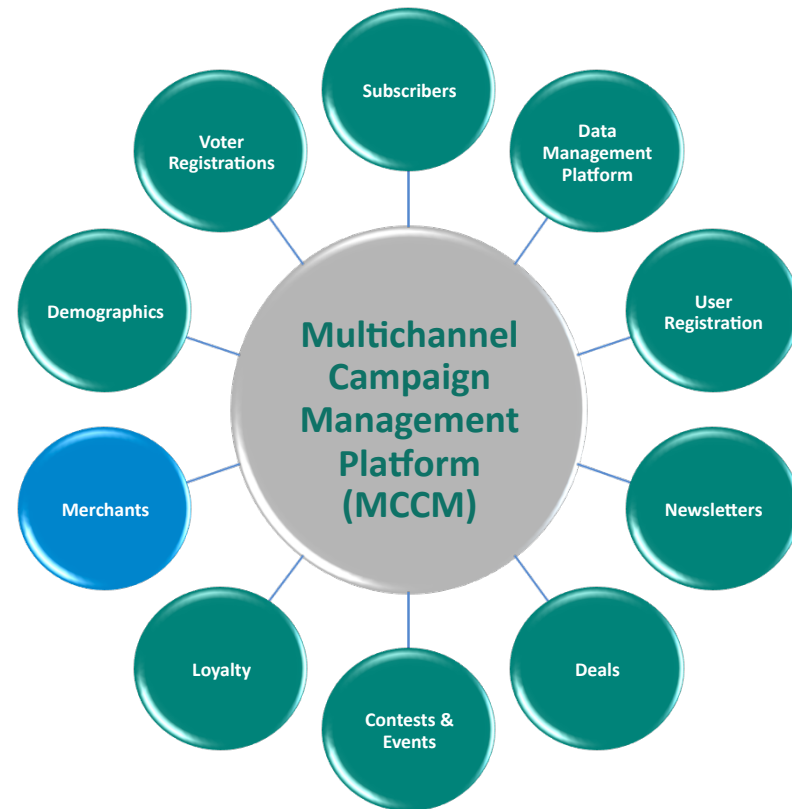 Subscribers
Data
Management
Platform
User
Registration
Newsletters
Deals
Contests &
Events
Loyalty
Merchants
Demographics
Voter
Registrations
Multichannel
Campaign
Management
Platform
(MCCM)